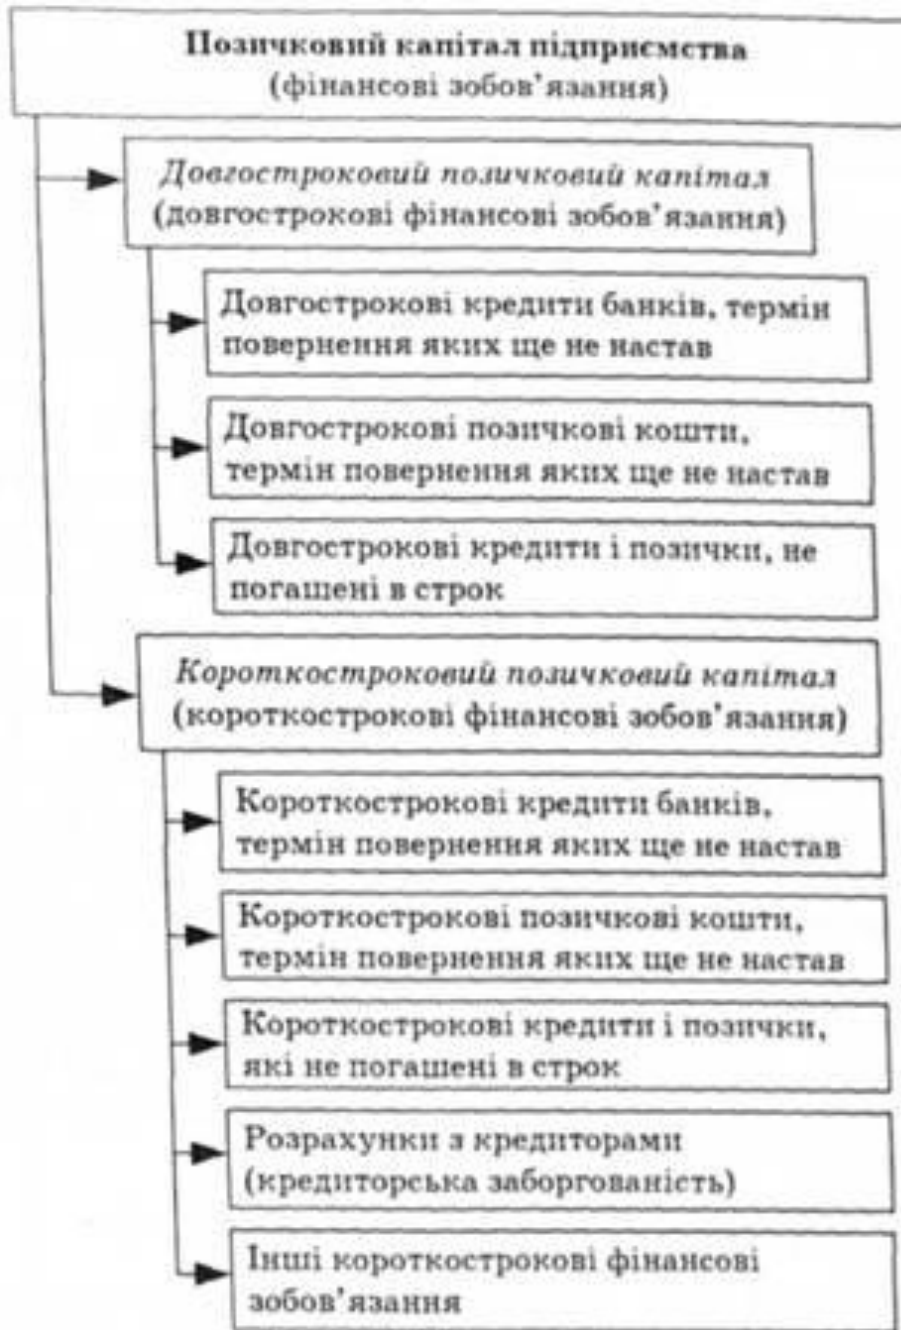 Позичковий капітал підприємства
(фінансові зобов'язання)
Довгостроковий позичковий капітал
(довгострокові фінансові зобов'язання)
Довгострокові кредити банків, термін
повернення яких ще не настав
Довгострокові позичкові кошти,
термін повернення яких ще не настав
Довгострокові кредити і позички, не
погашені в строк
Короткостроковий позичковий капітал
(короткострокові фінансові зобов'язання)
Короткострокові кредити банків,
термін повернення яких ще не настав
Короткострокові позичкові кошти,
термін повернення яких ще не настав
Короткострокові кредити і позички,
які не погашені в строк
Розрахунки з кредиторами
(кредиторська заборгованість)
Інші короткострокові фінансові
зобов'язання